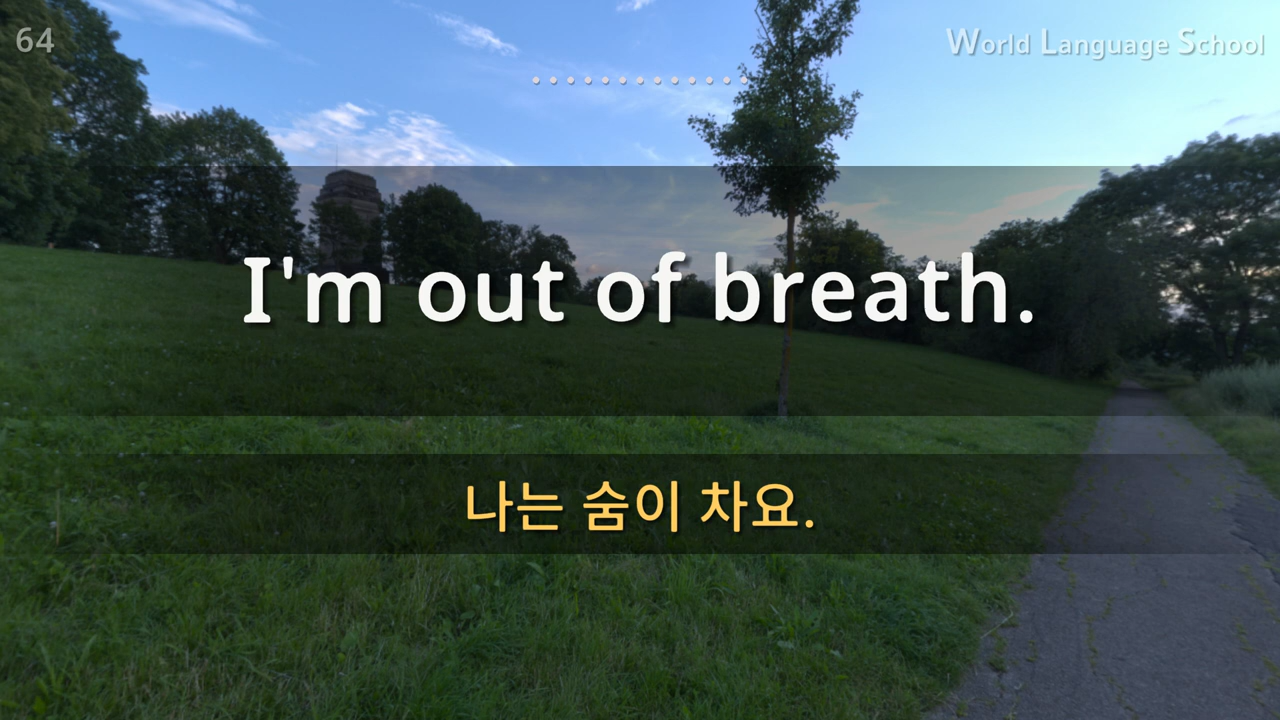 64
World Language School
I'm out of breath.
나는 숨이 차요.